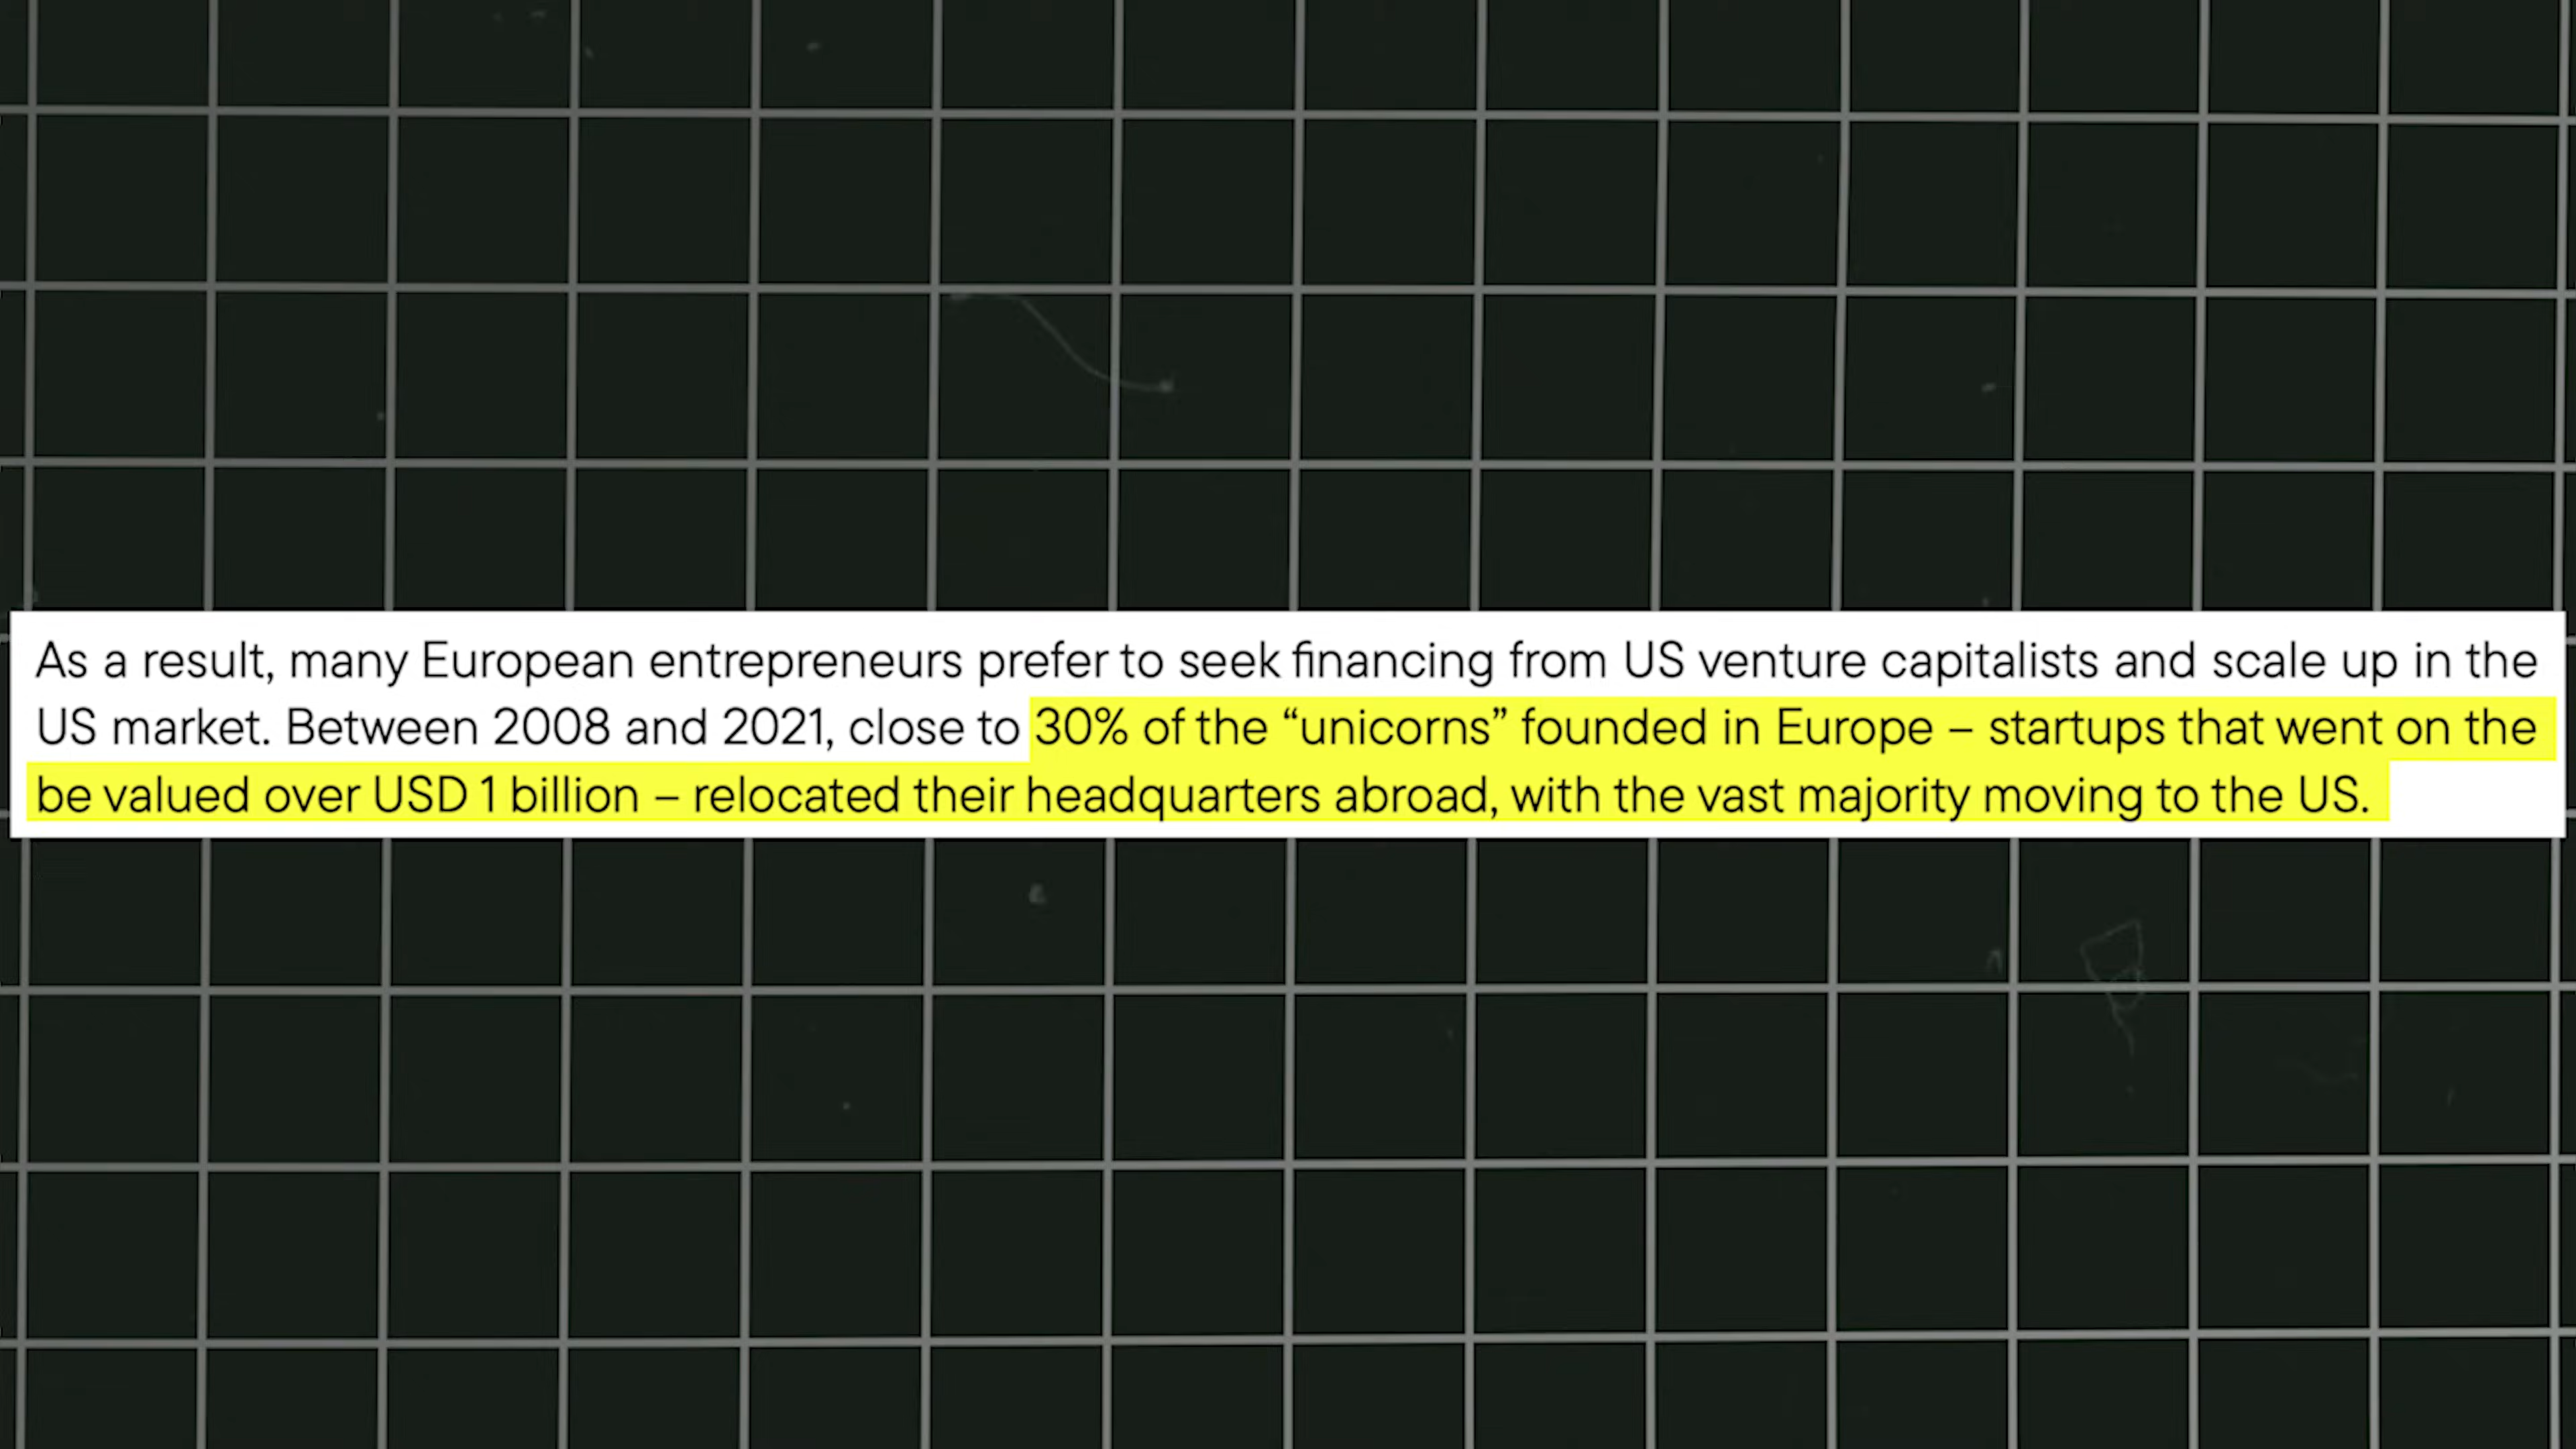 As a result, many European entrepreneurs prefer to seek financing from US venture capitalists and scale up in the
US market. Between 2008 and 2021, close to 30% of the “unicorns” founded in Europe – startups that went on the
be valued over USD 1 billion – relocated their headquarters abroad, with the vast majority moving to the US.